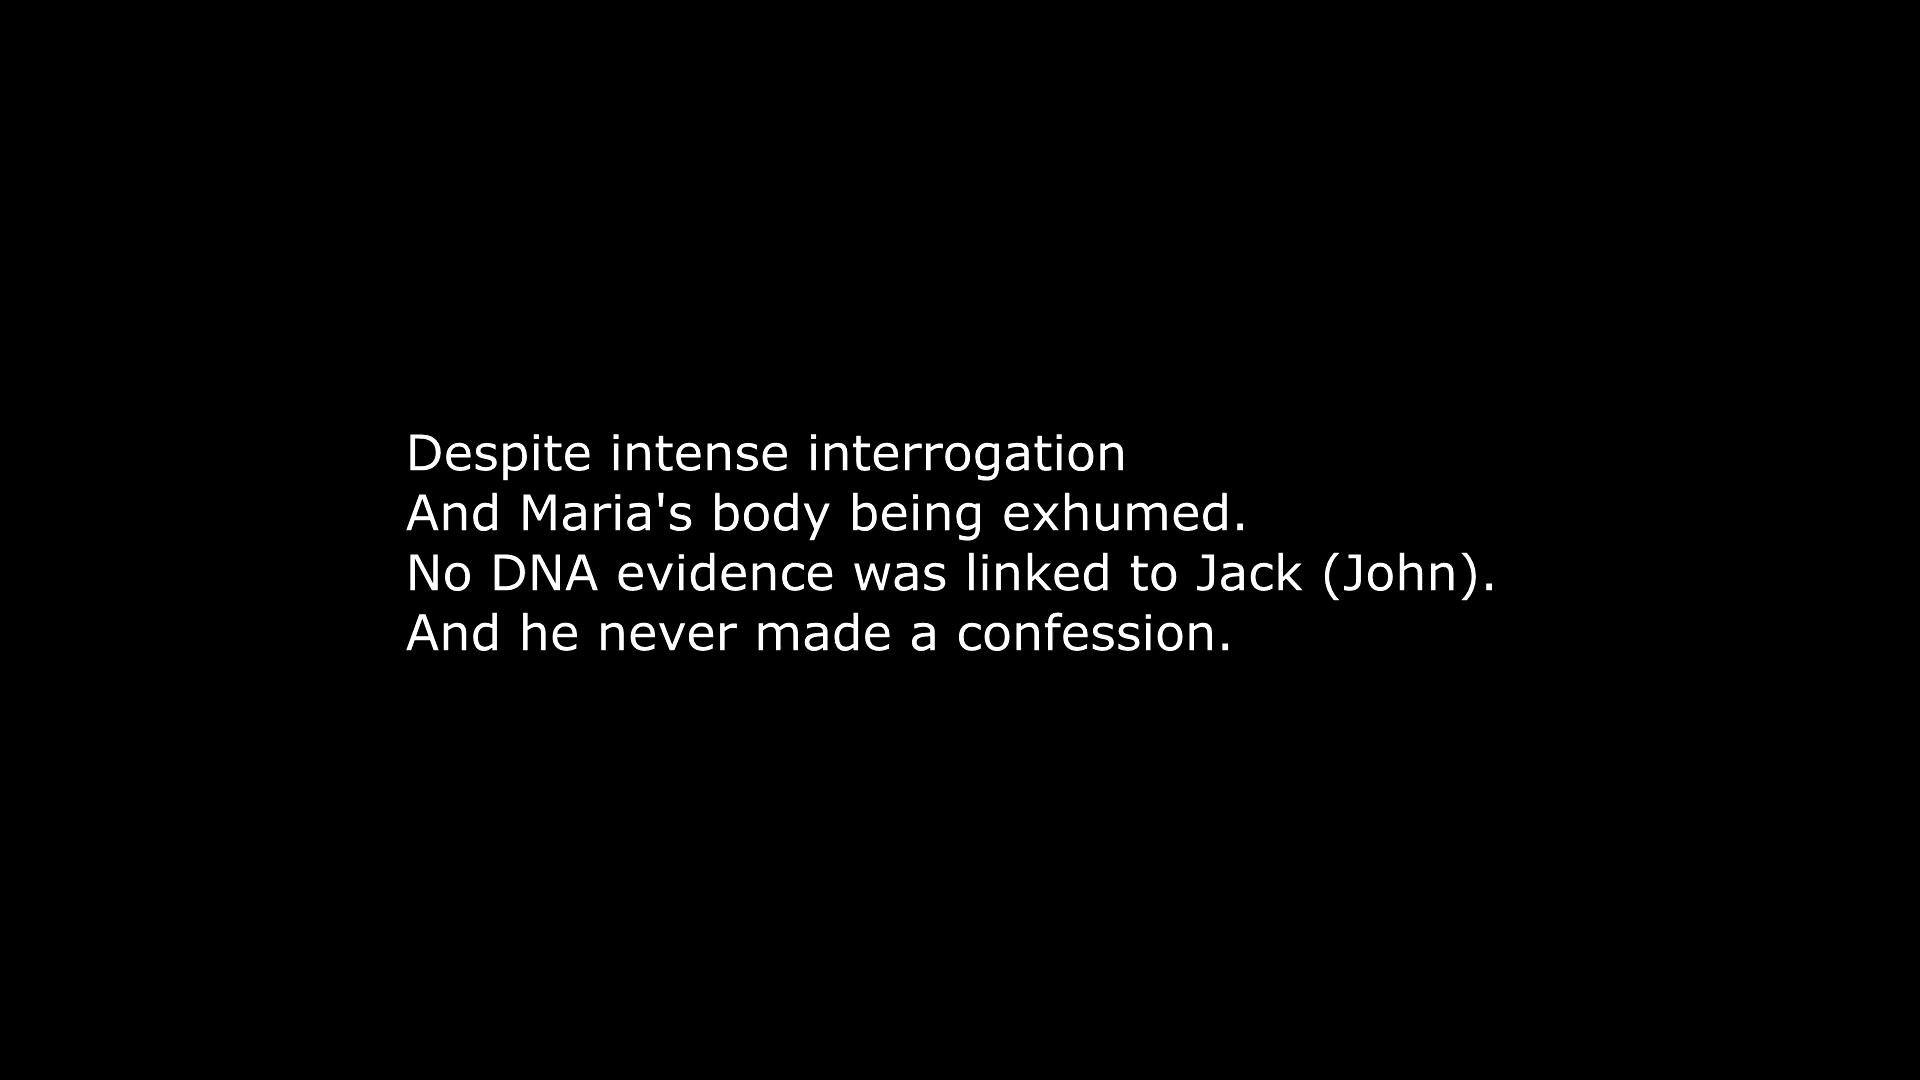 Despite intense interrogation
And Maria's body being exhumed.
No DNA evidence was linked to Jack (John).
And he never made a confession.